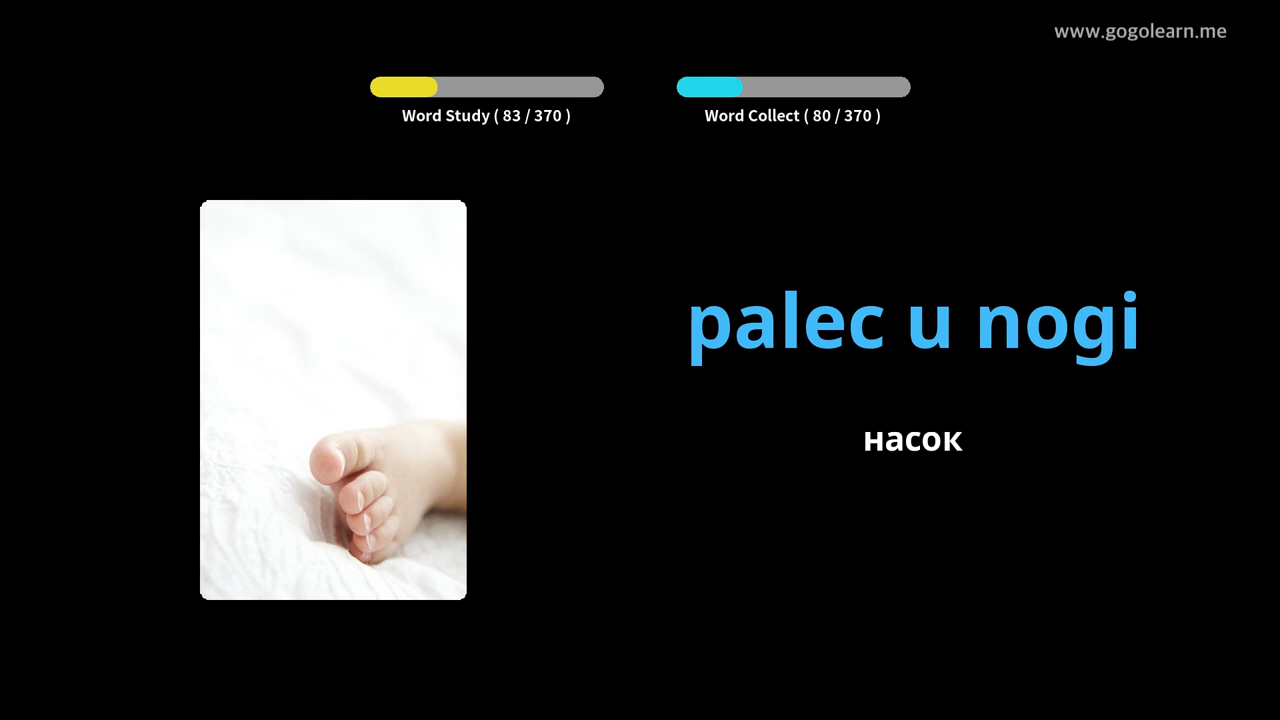 www.gogolearn.me
Word Study ( 83 / 370 )
Word Collect ( 80 / 370 )
palec u nogi
насок